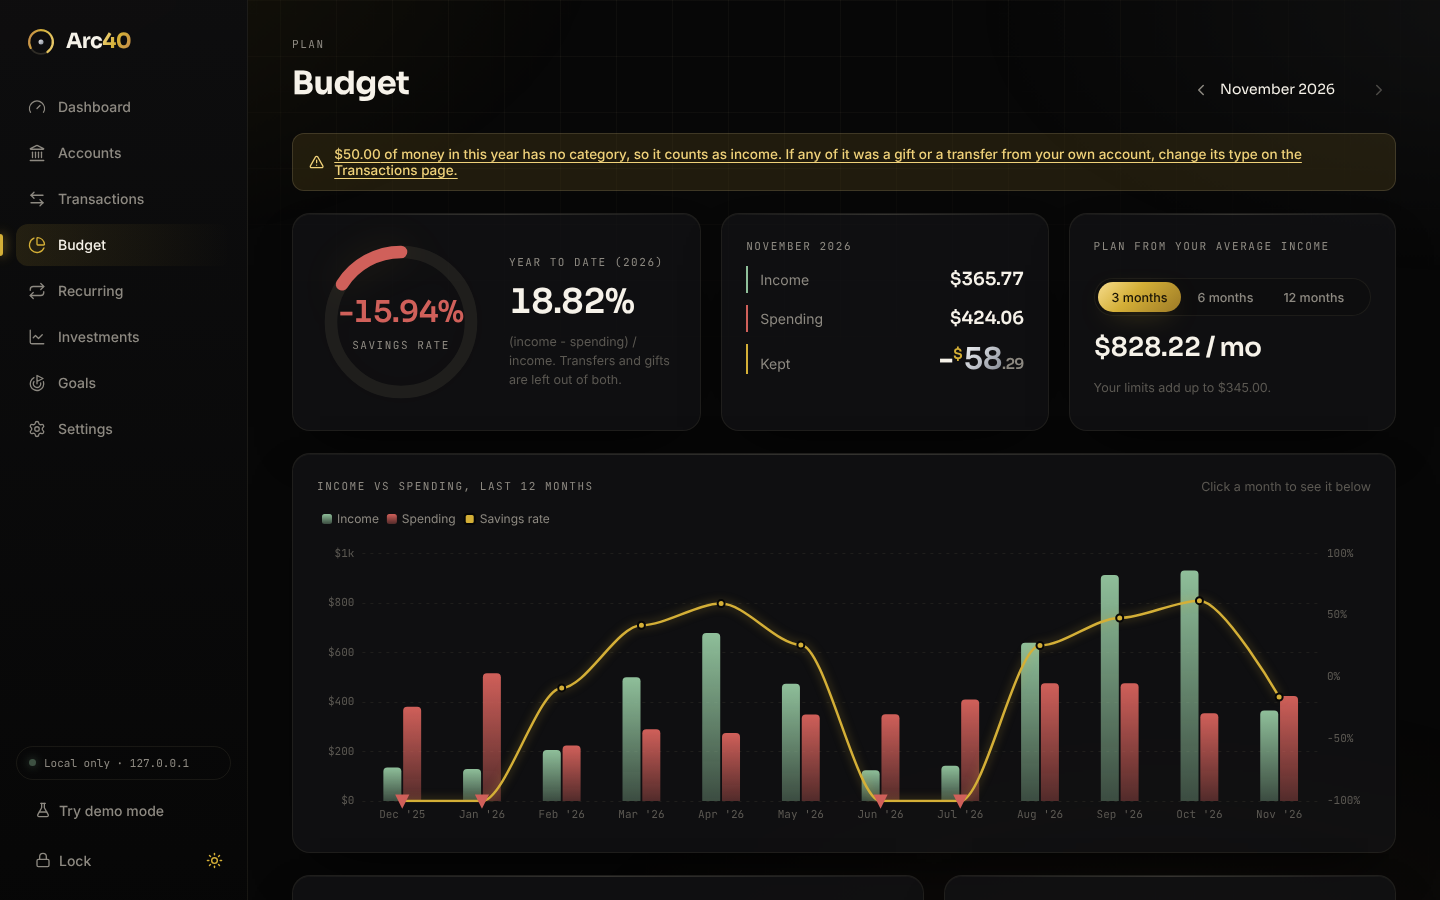 Arc40
Dashboard
Accounts
Transactions
Budget
Recurring
Investments
Goals
Settings
Local only · 127.0.0.1
Try demo mode
Lock
PLAN
Budget
November 2026
$50.00 of money in this year has no category, so it counts as income. If any of it was a gift or a transfer from your own account, change its type on the
Transactions page.
-15.94%
SAVINGS RATE
YEAR TO DATE (2026)
18.82%
(income - spending) /
income. Transfers and gifts
are left out of both.
NOVEMBER 2026
Income $365.77
Spending $424.06
Kept -$58.29
PLAN FROM YOUR AVERAGE INCOME
3 months 6 months 12 months
$828.22 / mo
Your limits add up to $345.00.
INCOME VS SPENDING, LAST 12 MONTHS
Click a month to see it below
Income Spending Savings rate
$1k 100%
$800 50%
$600
0%
$400
-50%
$200
$0 -100%
Dec '25 Jan '26 Feb '26 Mar '26 Apr '26 May '26 Jun '26 Jul '26 Aug '26 Sep '26 Oct '26 Nov '26